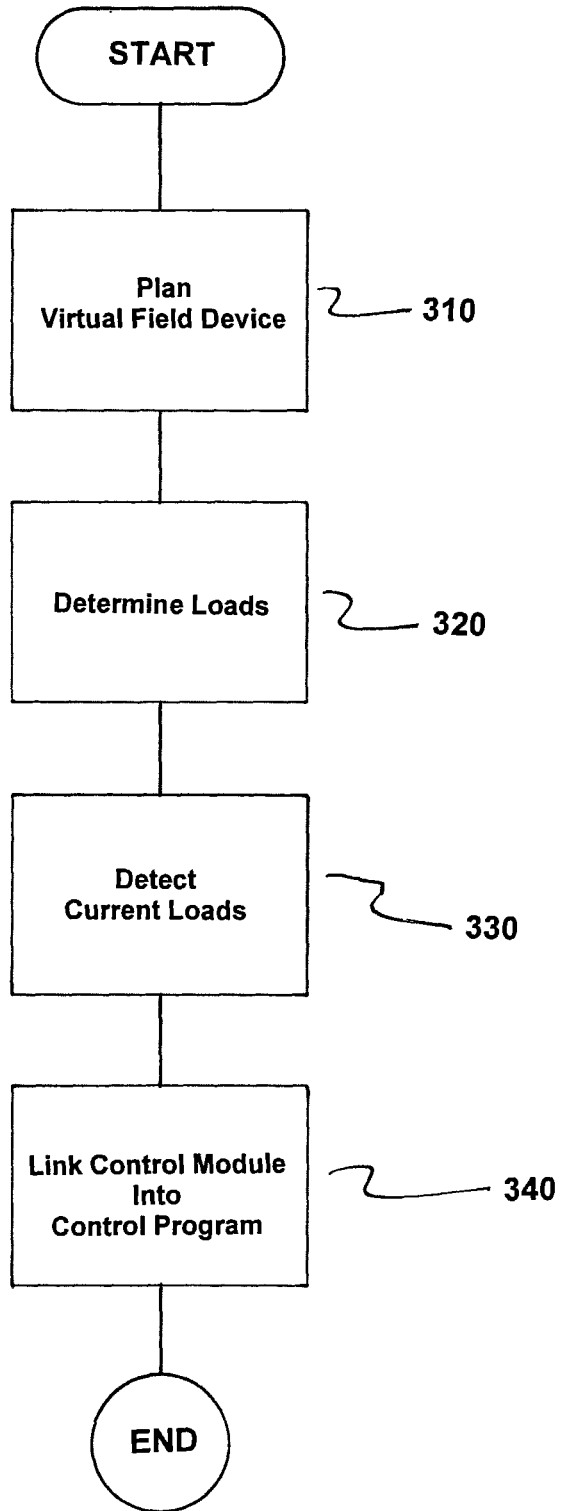 START
Plan
Virtual Field Device
310
Determine Loads
320
Detect
Current Loads
330
Link Control Module
Into
Control Program
340
END